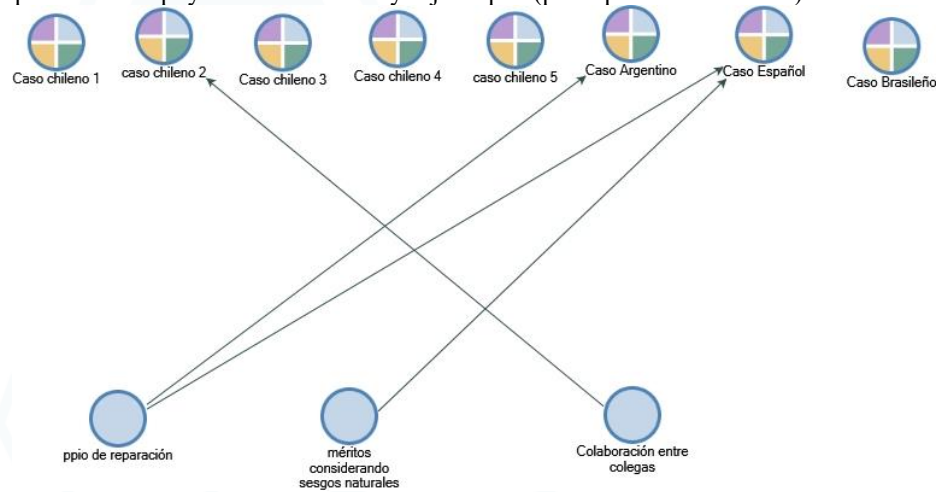 Caso chileno 1
caso chileno 2
Caso chileno 3
Caso chileno 4
caso chileno 5
Caso Argentino
Caso Español
Caso Brasileño
ppio de reparación
méritos
considerando
sesgos naturales
Colaboración entre
colegas